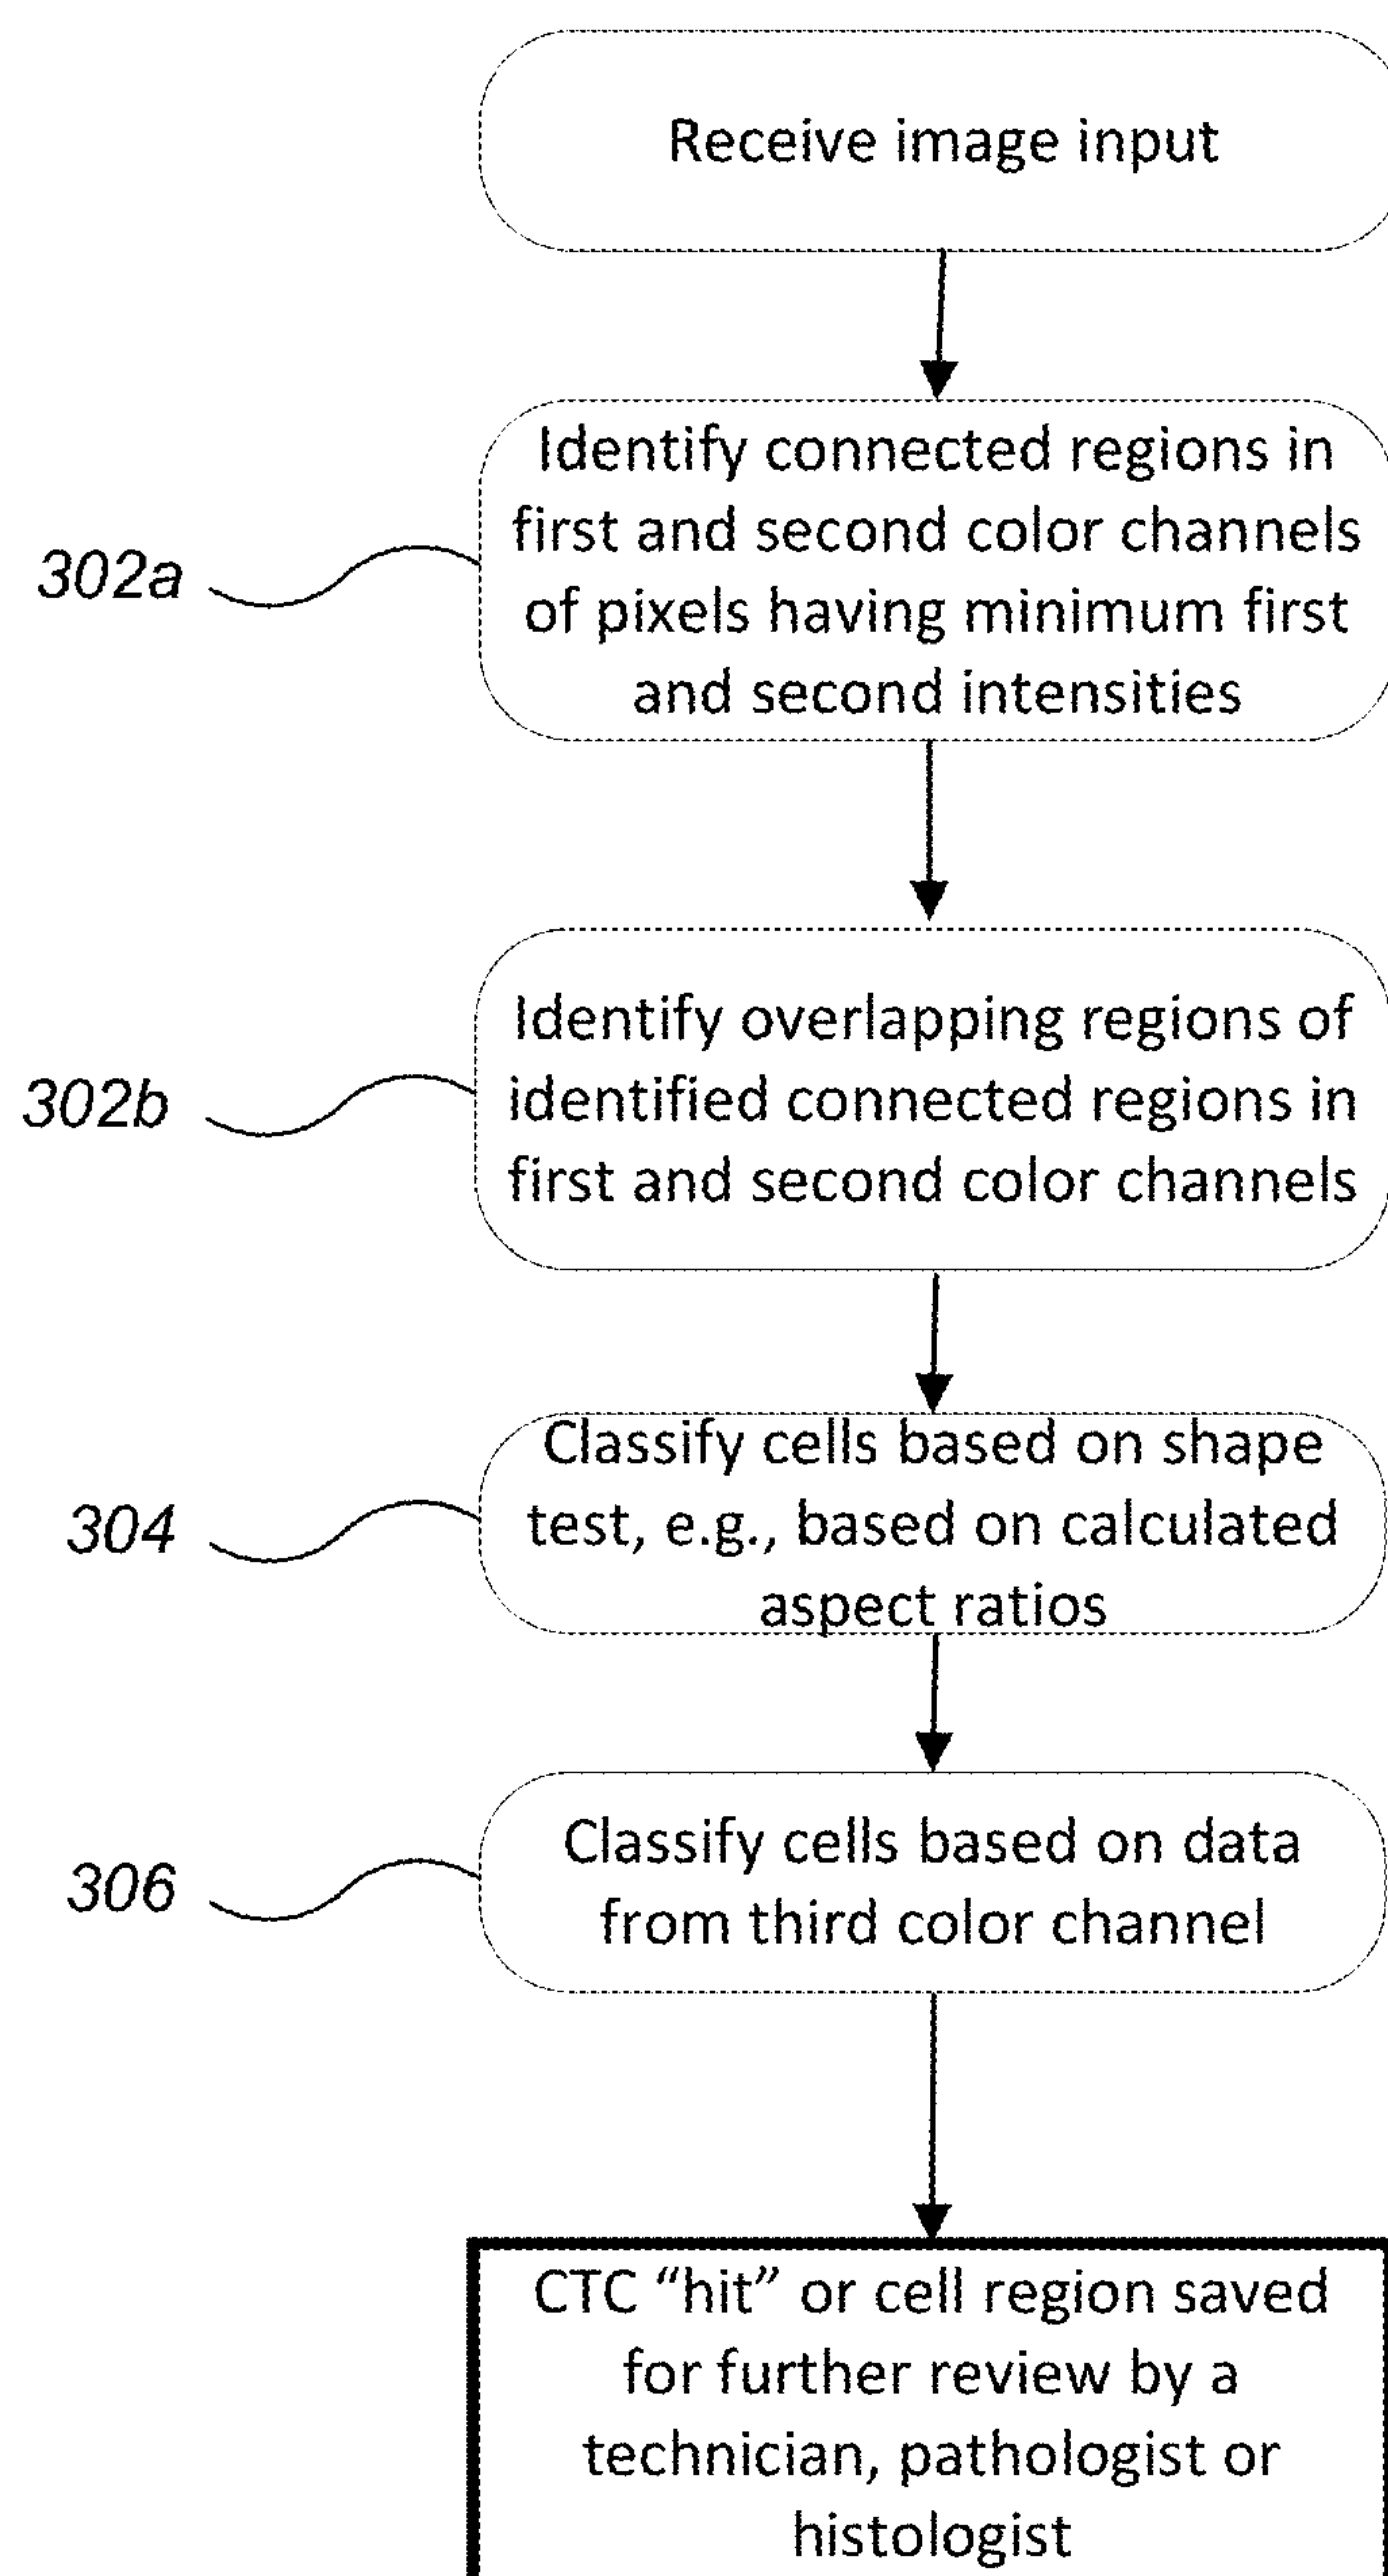 Receive image input
Identify connected regions in
first and second color channels
of pixels having minimum first
and second intensities
302a
Identify overlapping regions of
identified connected regions in
first and second color channels
302b
Classify cells based on shape
test, e.g., based on calculated
aspect ratios
304
Classify cells based on data
from third color channel
306
CTC “hit” or cell region saved
for further review by a
technician, pathologist or
histologist